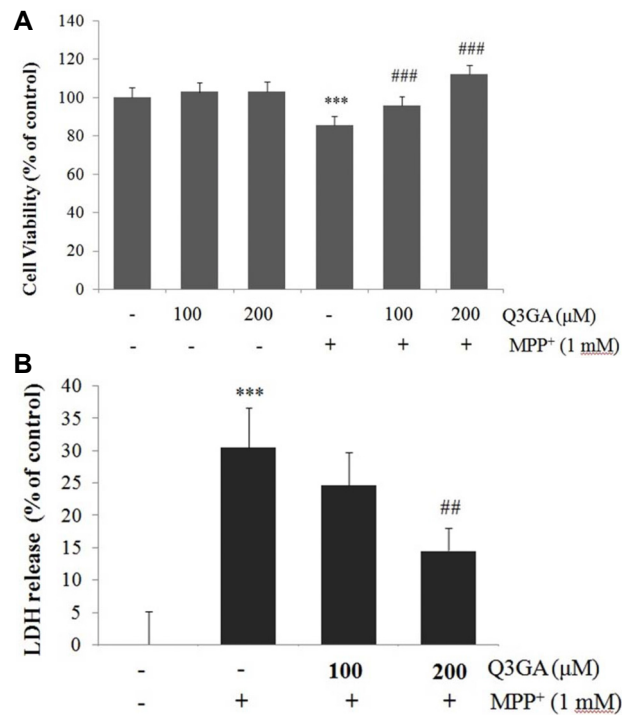 A
Cell Viability (% of control)
140
120
100
80
60
40
20
0
***
###
###
- 100 200 - 100 200 Q3GA (μM)
- - - + + + MPP⁺ (1 mM)
B
LDH release (% of control)
40
35
30
25
20
15
10
5
0
***
##
- - 100 200 Q3GA (μM)
- + + + MPP⁺ (1 mM)